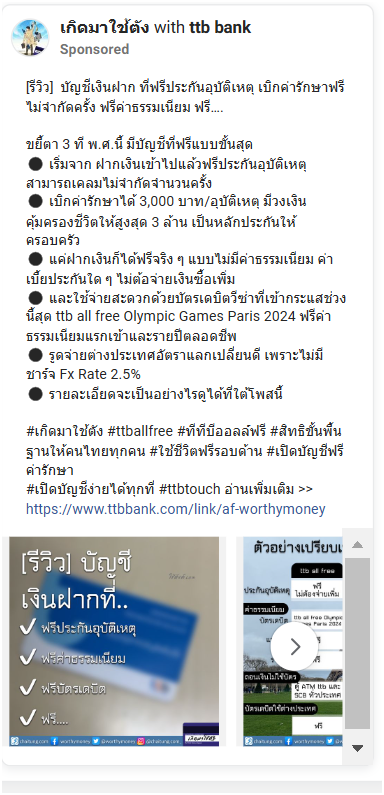 เกิดมาใช้ตัง with ttb bank
Sponsored
[รีวิว] บัญชีเงินฝาก ที่ฟรีประกันอุบัติเหตุ เบิกค่ารักษาฟรี
ไม่จำกัดครั้ง ฟรีค่าธรรมเนียม ฟรี....
ขยี้ตา 3 ที พ.ศ.นี้ มีบัญชีที่ฟรีแบบขั้นสุด
⚫ เริ่มจาก ฝากเงินเข้าไปแล้วฟรีประกันอุบัติเหตุ
สามารถเคลมไม่จำกัดจำนวนครั้ง
⚫ เบิกค่ารักษาได้ 3,000 บาท/อุบัติเหตุ มีวงเงิน
คุ้มครองชีวิตให้สูงสุด 3 ล้าน เป็นหลักประกันให้
ครอบครัว
⚫ แค่ฝากเงินก็ได้ฟรีจริง ๆ แบบไม่มีค่าธรรมเนียม ค่า
เบี้ยประกันใด ๆ ไม่ต้อจ่ายเงินซื้อเพิ่ม
⚫ และใช้จ่ายสะดวกด้วยบัตรเดบิตวีซ่าที่เข้ากระแสช่วง
นี้สุด ttb all free Olympic Games Paris 2024 ฟรีค่า
ธรรมเนียมแรกเข้าและรายปีตลอดชีพ
⚫ รูดจ่ายต่างประเทศอัตราแลกเปลี่ยนดี เพราะไม่มี
ชาร์จ Fx Rate 2.5%
⚫ รายละเอียดจะเป็นอย่างไรดูได้ที่ใต้โพสนี้
#เกิดมาใช้ตัง #ttballfree #ทีทีบีออลล์ฟรี #สิทธิขั้นพื้น
ฐานให้คนไทยทุกคน #ใช้ชีวิตฟรีรอบด้าน #เปิดบัญชีฟรี
ค่ารักษา
#เปิดบัญชีง่ายได้ทุกที่ #ttbtouch อ่านเพิ่มเติม >>
https://www.ttbbank.com/link/af-worthymoney
[รีวิว] บัญชี
เงินฝากที่..
ฟรีประกันอุบัติเหตุ
ฟรีค่าธรรมเนียม
ฟรีบัตรเดบิต
ฟรี....
chaitung.com worthymoney @worthymoney @chaitung.com
เกิดมาใช้ตัง
ตัวอย่างเปรียบเ
ttb all free
ประกันอุบัติเหตุ
ฟรี
ไม่ต้องจ่ายเพิ่ม
ค่าธรรมเนียม
บัตรเดบิต
ttb all free Olympic
Games Paris 2024
ฟรี
ถอนเงินไม่ใช้บัตร
ตู้ ATM ttb และ
SCB ทั่วประเทศ
ฟรี
บัตรเดบิตใช้ต่างประเทศ
ฟรี
chaitung.com worthymoney